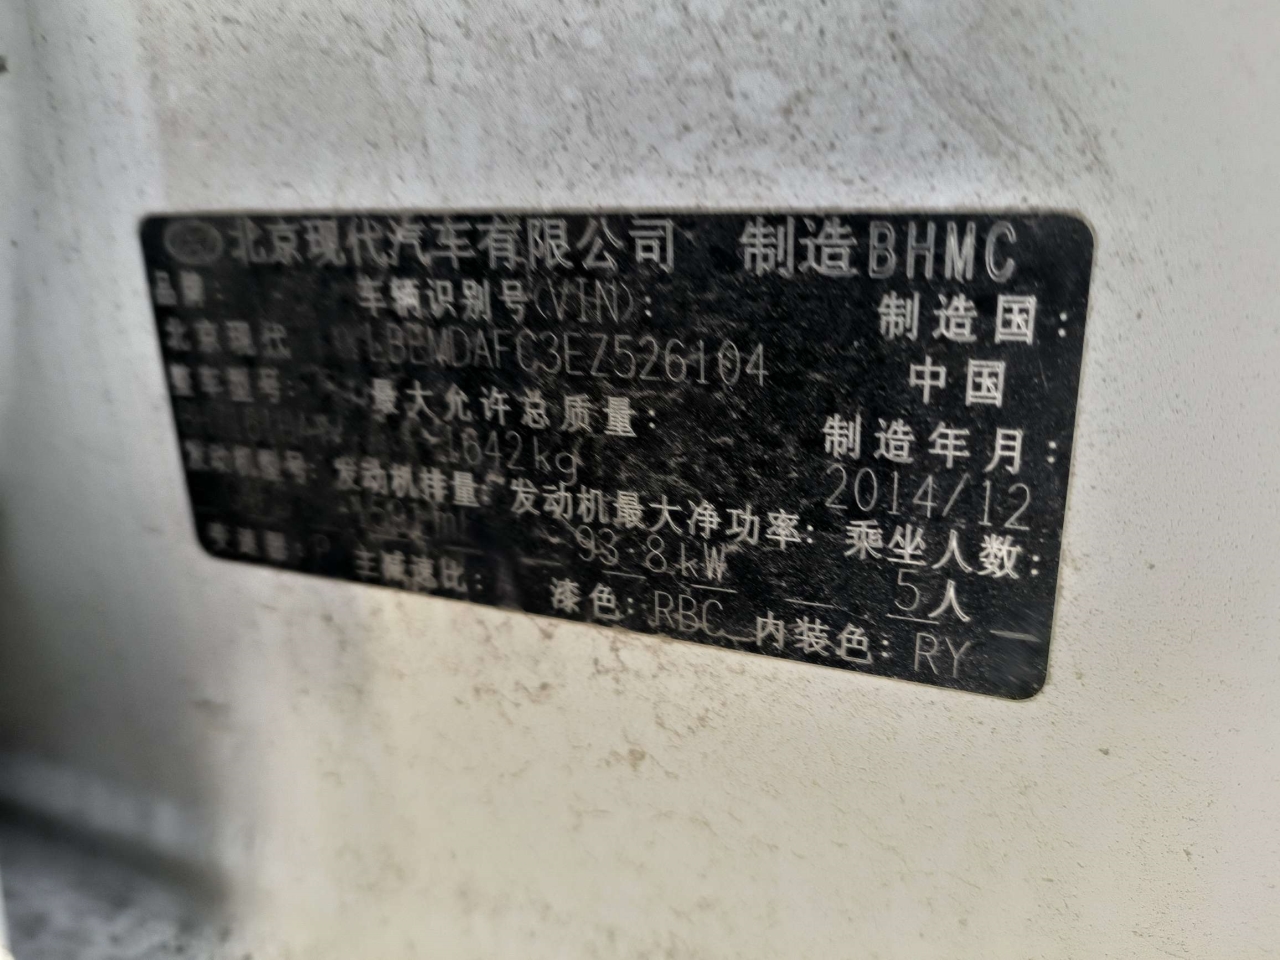 北京现代汽车有限公司 制造BHMC
品牌: 车辆识别号(VIN): 制造国:
北京现代 LBEMDAFC3EZ526104 中国
整车型号: 最大允许总质量: 制造年月:
1642kg 2014/12
发动机型号: 发动机排量: 发动机最大净功率: 乘坐人数:
1591ml 93.8kW 5人
变速器: 主减速比: 漆色: RBC 内装色: RY